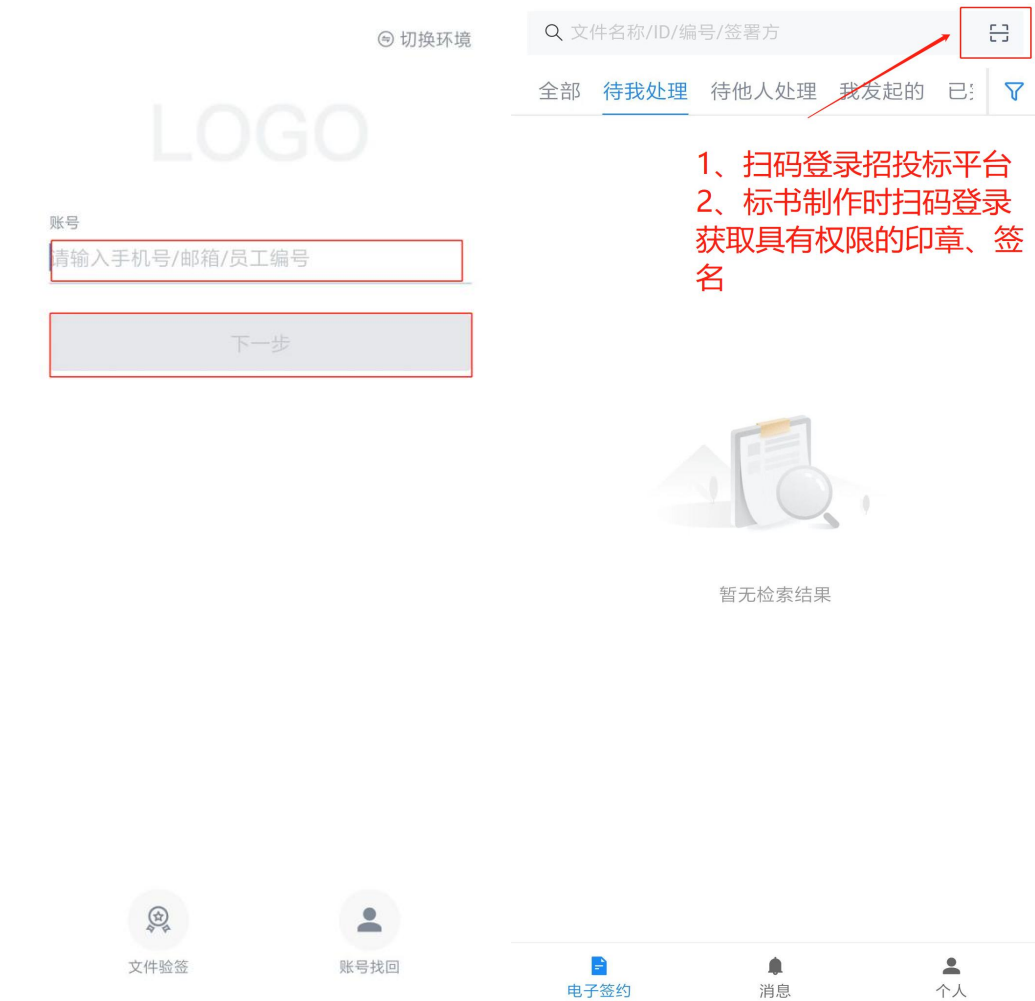 切换环境
LOGO
账号
请输入手机号/邮箱/员工编号
下一步
文件验签
账号找回
文件名称/ID/编号/签署方
全部 待我处理 待他人处理 我发起的 已
1、扫码登录招投标平台
2、标书制作时扫码登录
获取具有权限的印章、签
名
暂无检索结果
电子签约 消息 个人